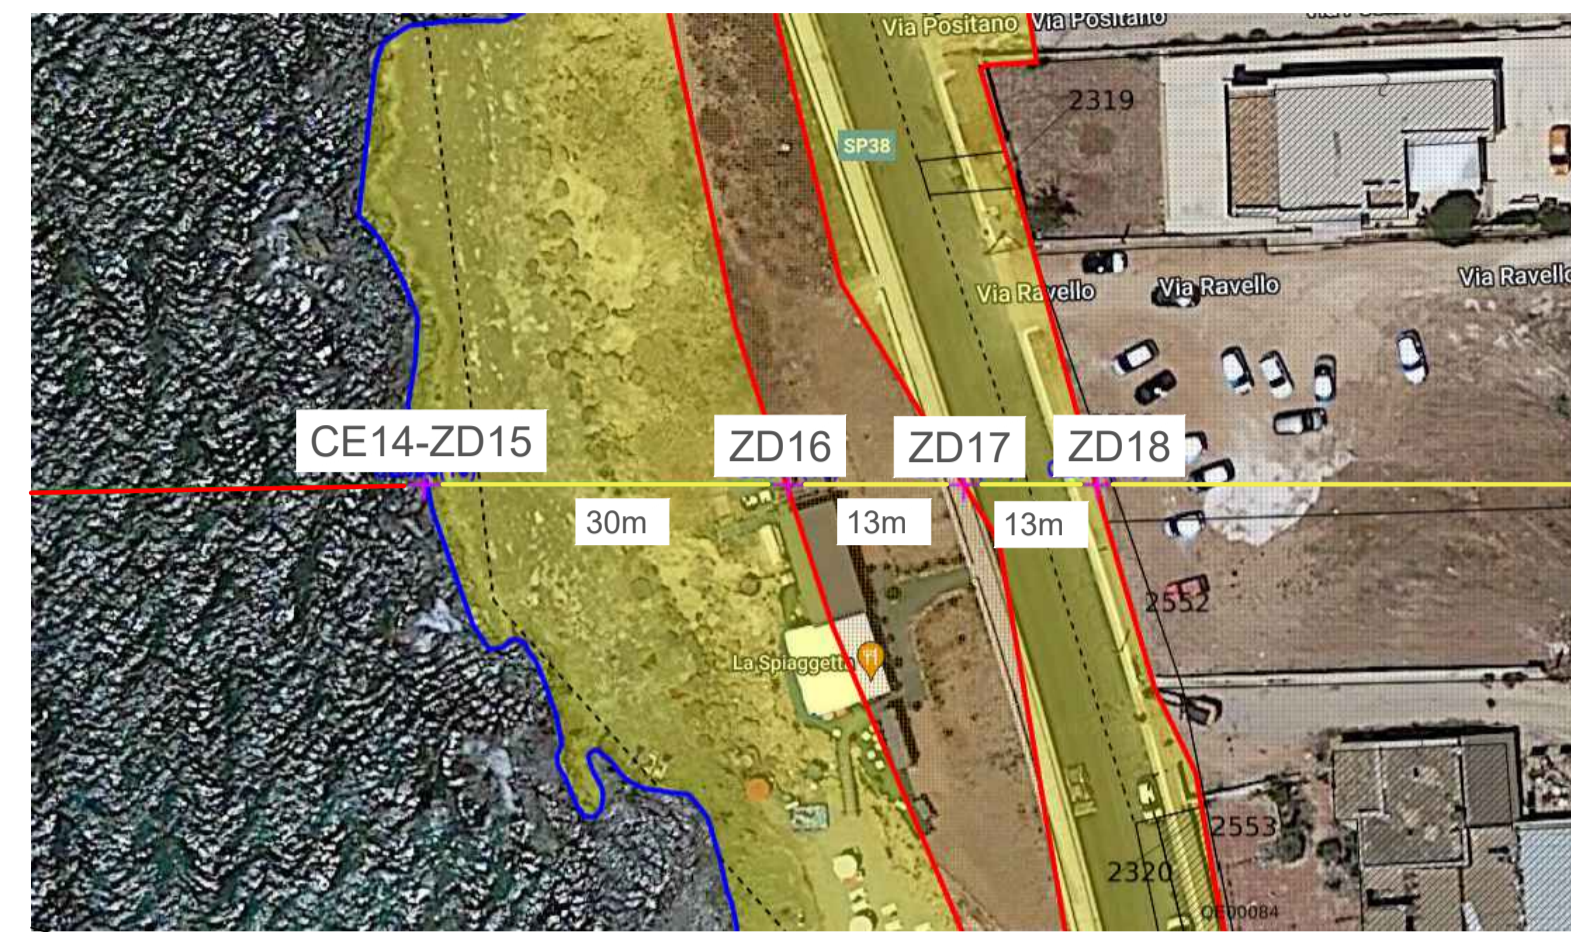 Via Positano
Via Positano
2319
SP38
Via Ravello
Via Ravello
Via Ravello
CE14-ZD15
ZD16
ZD17
ZD18
30m
13m
13m
2552
La Spiaggetta
2553
2320
OE00084